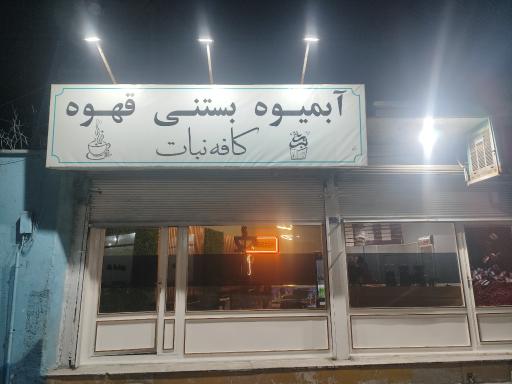 آبمیوه بستنی قهوه
کافه نبات